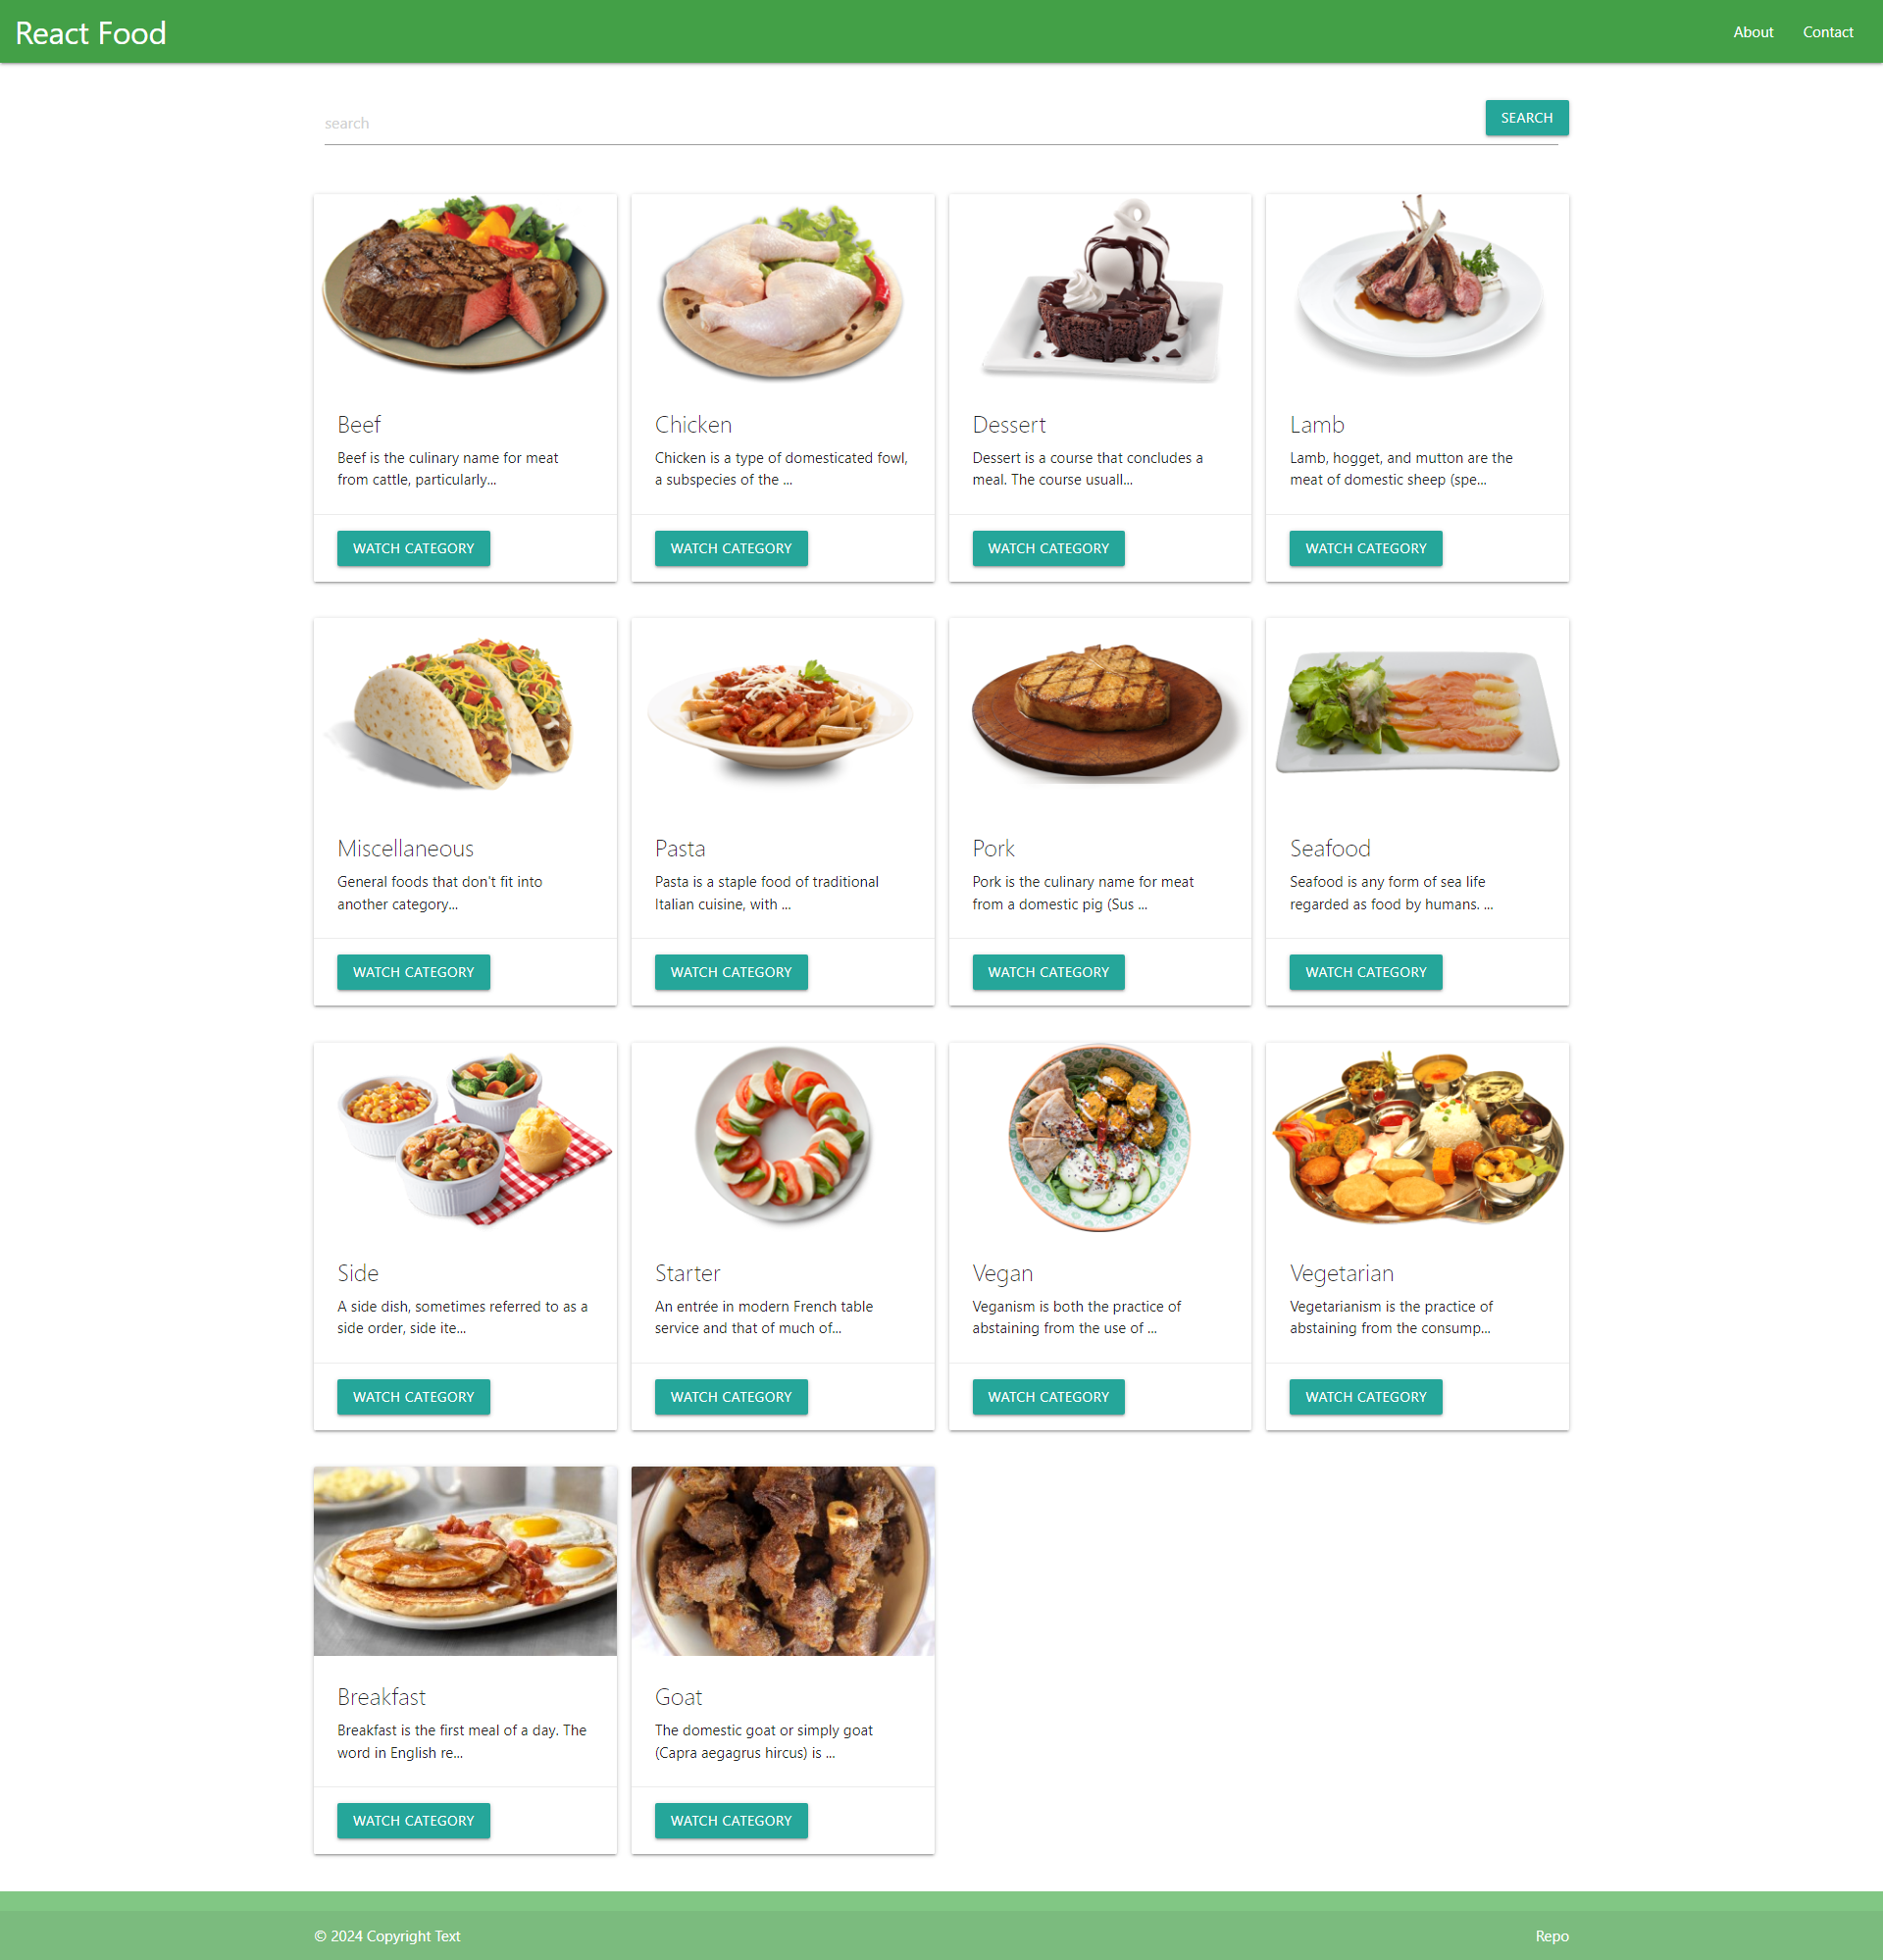 React Food
About
Contact
search
SEARCH
Beef
Beef is the culinary name for meat
from cattle, particularly...
WATCH CATEGORY
Chicken
Chicken is a type of domesticated fowl,
a subspecies of the ...
WATCH CATEGORY
Dessert
Dessert is a course that concludes a
meal. The course usuall...
WATCH CATEGORY
Lamb
Lamb, hogget, and mutton are the
meat of domestic sheep (spe...
WATCH CATEGORY
Miscellaneous
General foods that don't fit into
another category...
WATCH CATEGORY
Pasta
Pasta is a staple food of traditional
Italian cuisine, with ...
WATCH CATEGORY
Pork
Pork is the culinary name for meat
from a domestic pig (Sus ...
WATCH CATEGORY
Seafood
Seafood is any form of sea life
regarded as food by humans. ...
WATCH CATEGORY
Side
A side dish, sometimes referred to as a
side order, side ite...
WATCH CATEGORY
Starter
An entrée in modern French table
service and that of much of...
WATCH CATEGORY
Vegan
Veganism is both the practice of
abstaining from the use of ...
WATCH CATEGORY
Vegetarian
Vegetarianism is the practice of
abstaining from the consump...
WATCH CATEGORY
Breakfast
Breakfast is the first meal of a day. The
word in English re...
WATCH CATEGORY
Goat
The domestic goat or simply goat
(Capra aegagrus hircus) is ...
WATCH CATEGORY
© 2024 Copyright Text
Repo